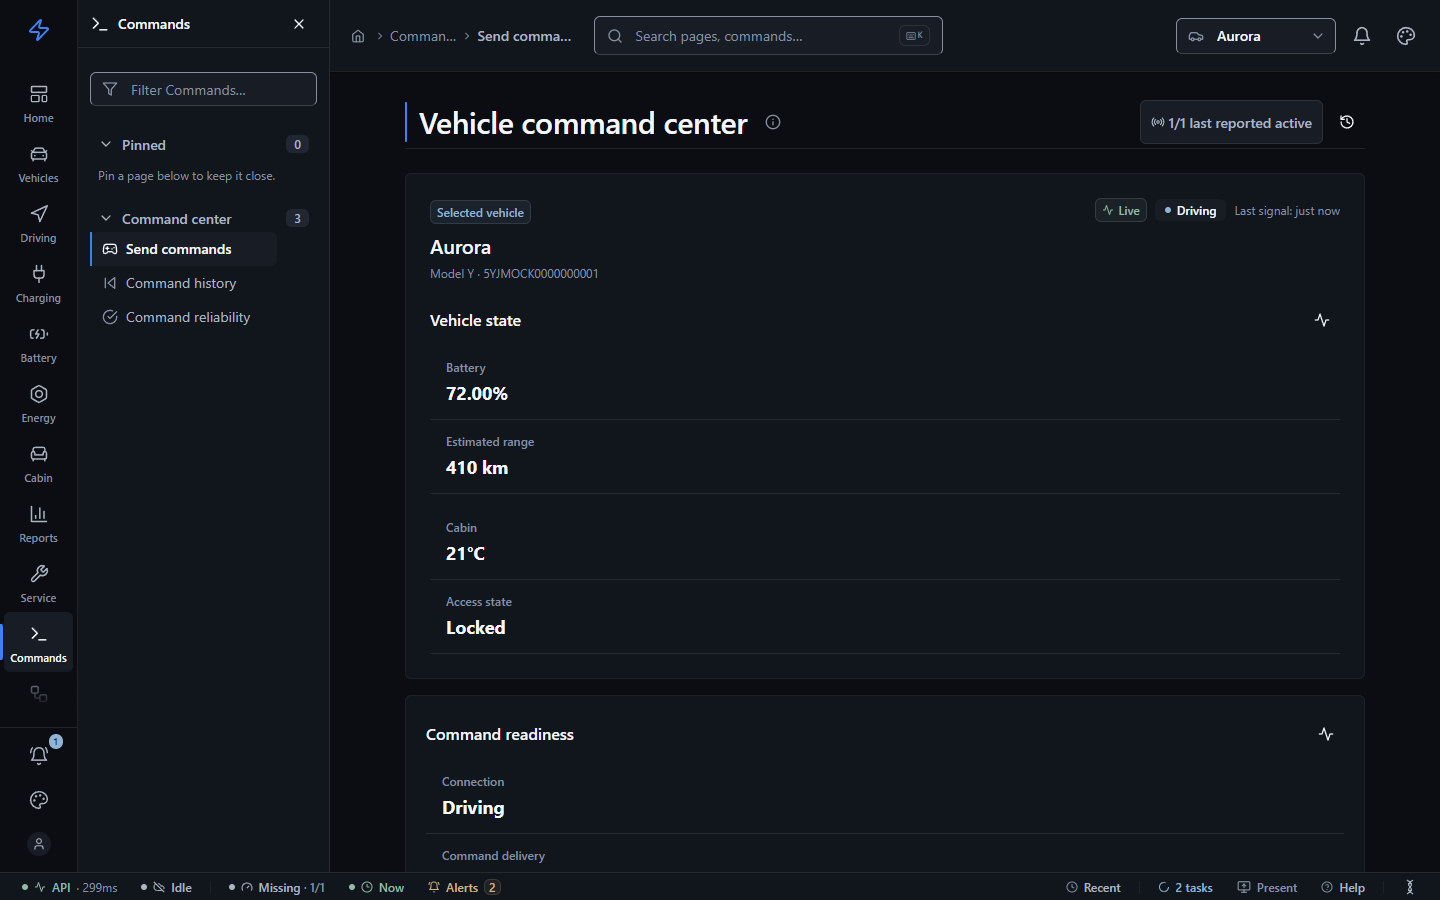 Commands
Comman...
Send comma...
Search pages, commands...
K
Aurora
Filter Commands...
Pinned
0
Pin a page below to keep it close.
Command center
3
Send commands
Command history
Command reliability
Home
Vehicles
Driving
Charging
Battery
Energy
Cabin
Reports
Service
Commands
1
Vehicle command center
1/1 last reported active
Selected vehicle
Live
Driving
Last signal: just now
Aurora
Model Y · 5YJMOCK0000000001
Vehicle state
Battery
72.00%
Estimated range
410 km
Cabin
21°C
Access state
Locked
Command readiness
Connection
Driving
Command delivery
API · 299ms
Idle
Missing · 1/1
Now
Alerts 2
Recent
2 tasks
Present
Help